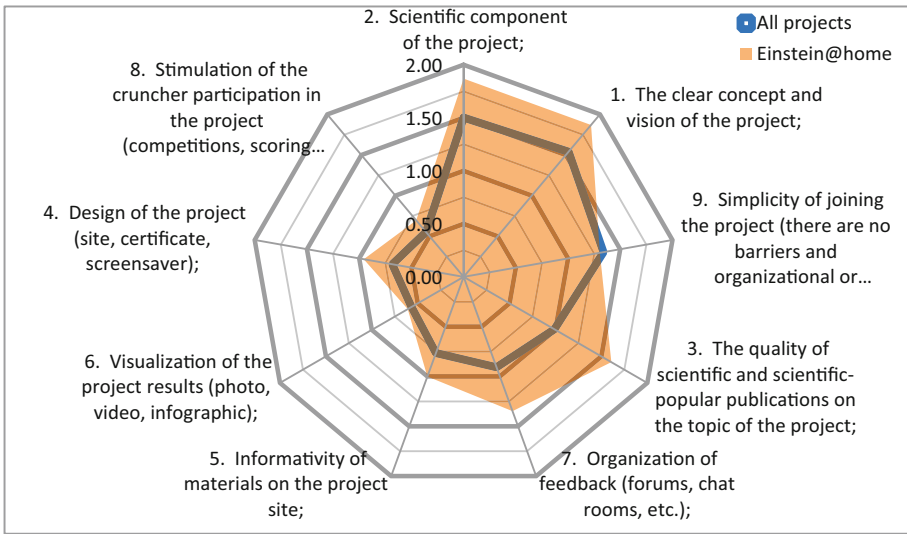 2. Scientific component
of the project;
All projects
Einstein@home
8. Stimulation of the
cruncher participation in
the project
(competitions, scoring...
1. The clear concept and
vision of the project;
2.00
1.50
1.00
0.50
0.00
4. Design of the project
(site, certificate,
screensaver);
9. Simplicity of joining
the project (there are no
barriers and
organizational or...
6. Visualization of the
project results (photo,
video, infographic);
3. The quality of
scientific and scientific-
popular publications on
the topic of the project;
5. Informativity of
materials on the project
site;
7. Organization of
feedback (forums, chat
rooms, etc.);